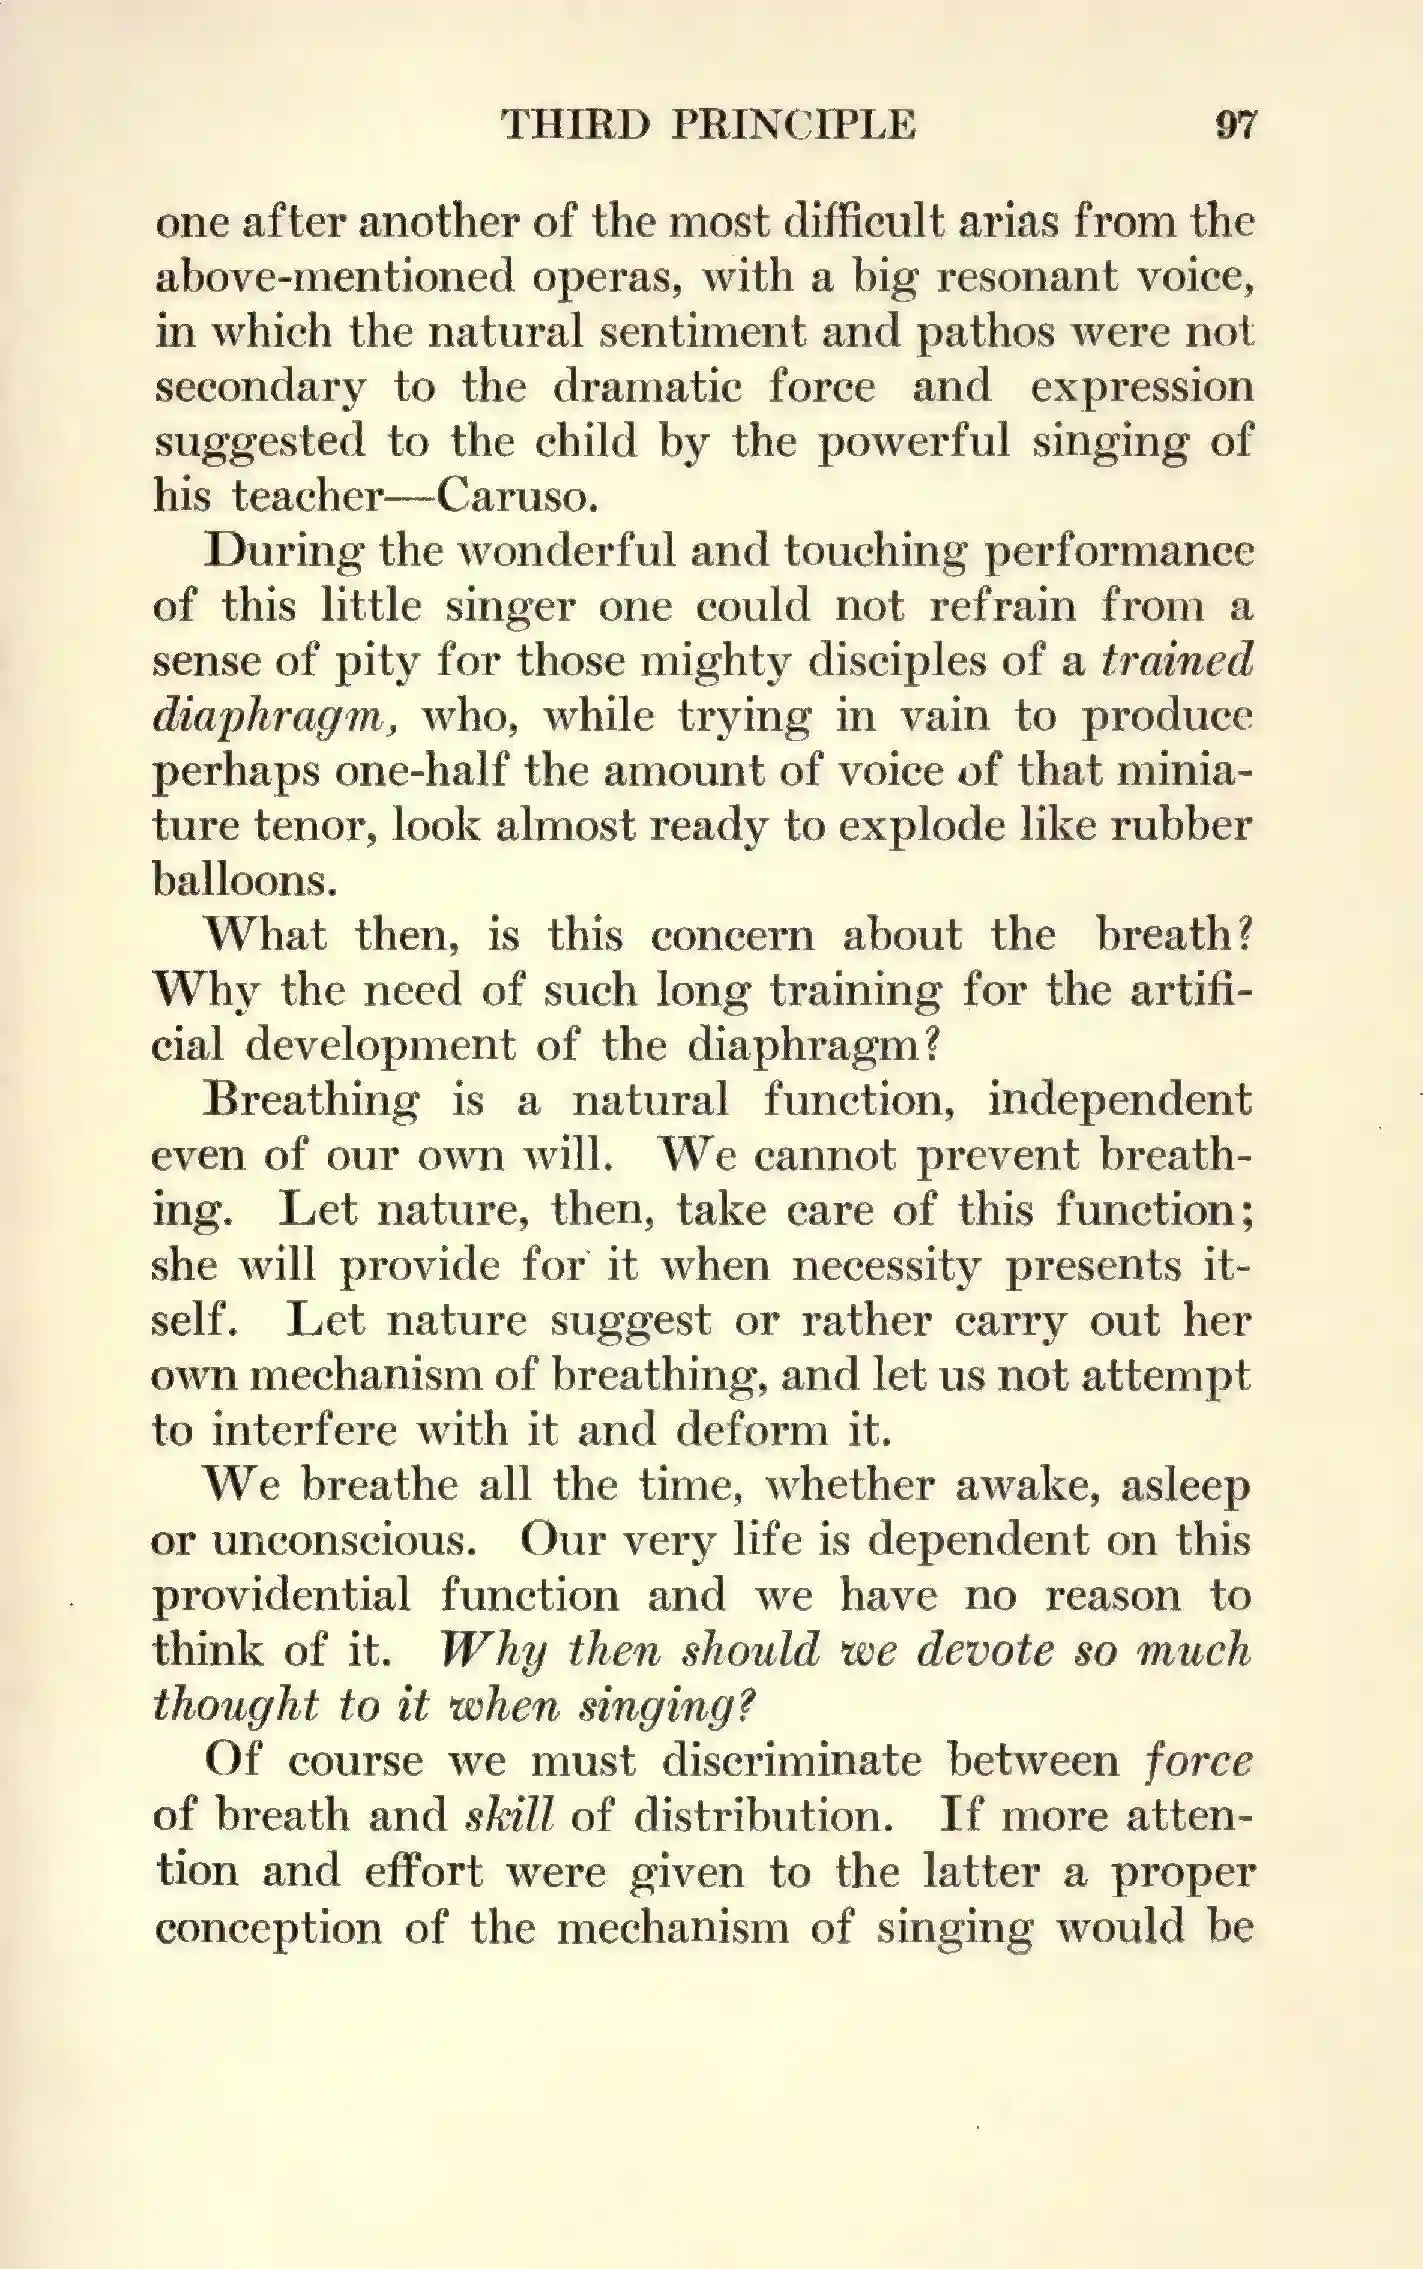 THIRD PRINCIPLE 97
one after another of the most difficult arias from the
above-mentioned operas, with a big resonant voice,
in which the natural sentiment and pathos were not
secondary to the dramatic force and expression
suggested to the child by the powerful singing of
his teacher—Caruso.
During the wonderful and touching performance
of this little singer one could not refrain from a
sense of pity for those mighty disciples of a trained
diaphragm, who, while trying in vain to produce
perhaps one-half the amount of voice of that minia-
ture tenor, look almost ready to explode like rubber
balloons.
What then, is this concern about the breath?
Why the need of such long training for the artifi-
cial development of the diaphragm?
Breathing is a natural function, independent
even of our own will. We cannot prevent breath-
ing. Let nature, then, take care of this function;
she will provide for it when necessity presents it-
self. Let nature suggest or rather carry out her
own mechanism of breathing, and let us not attempt
to interfere with it and deform it.
We breathe all the time, whether awake, asleep
or unconscious. Our very life is dependent on this
providential function and we have no reason to
think of it. Why then should we devote so much
thought to it when singing?
Of course we must discriminate between force
of breath and skill of distribution. If more atten-
tion and effort were given to the latter a proper
conception of the mechanism of singing would be